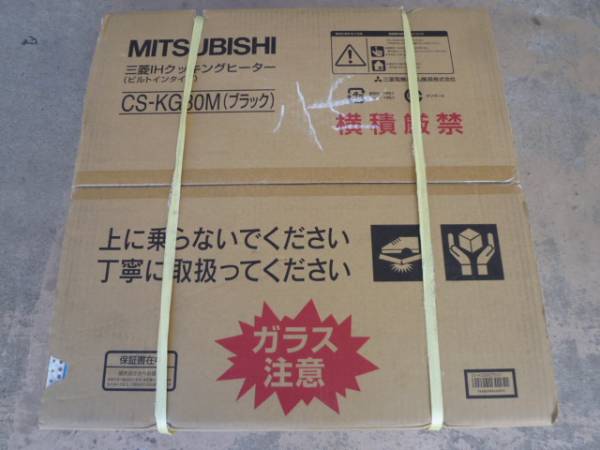 MITSUBISHI
三菱IHクッキングヒーター
(ビルトインタイプ)
CS-KG30M(ブラック)
横積厳禁
上に乗らないでください
丁寧に取扱ってください
ガラス
注意
保証書在中